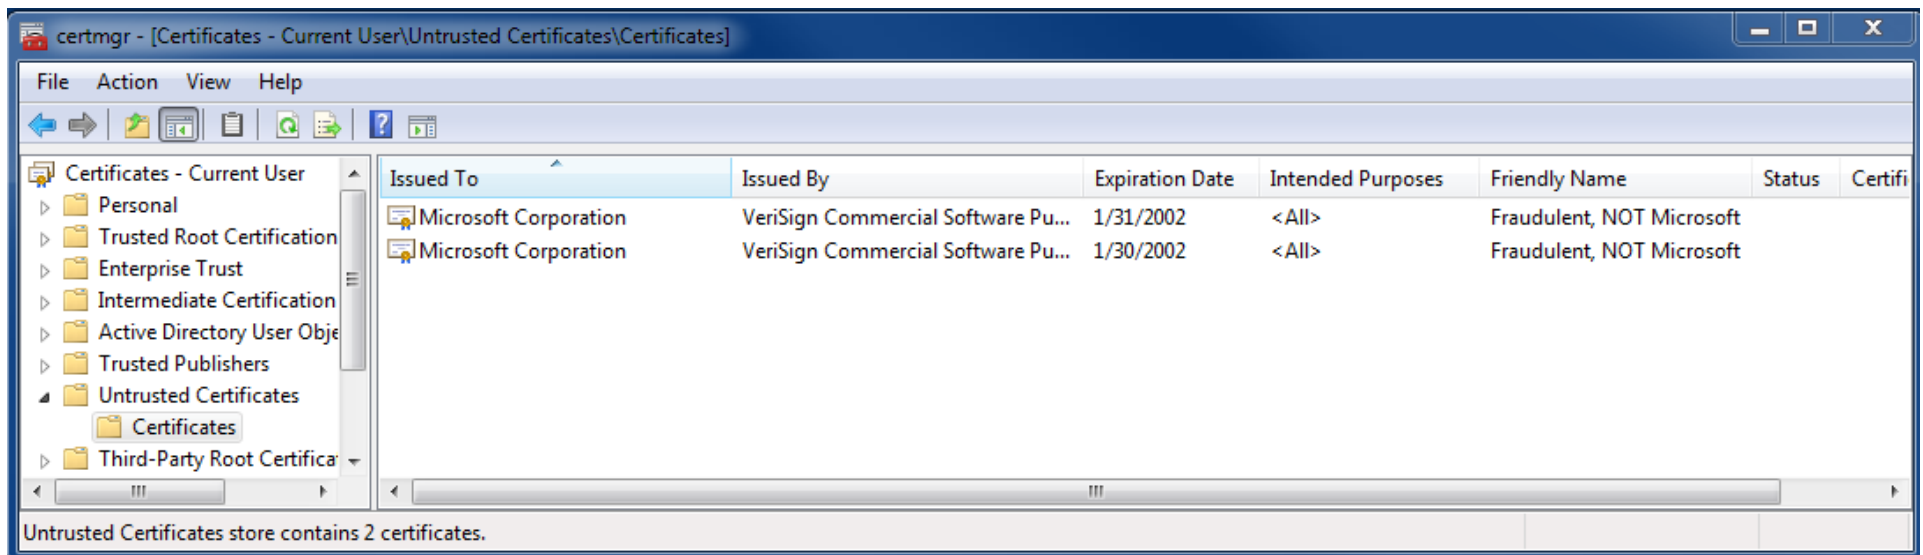 certmgr - [Certificates - Current User\Untrusted Certificates\Certificates]
File Action View Help
Certificates - Current User
Personal
Trusted Root Certification
Enterprise Trust
Intermediate Certification
Active Directory User Obje
Trusted Publishers
Untrusted Certificates
Certificates
Third-Party Root Certifica
Issued To Issued By Expiration Date Intended Purposes Friendly Name Status Certifi
Microsoft Corporation VeriSign Commercial Software Pu... 1/31/2002 <All> Fraudulent, NOT Microsoft
Microsoft Corporation VeriSign Commercial Software Pu... 1/30/2002 <All> Fraudulent, NOT Microsoft
Untrusted Certificates store contains 2 certificates.